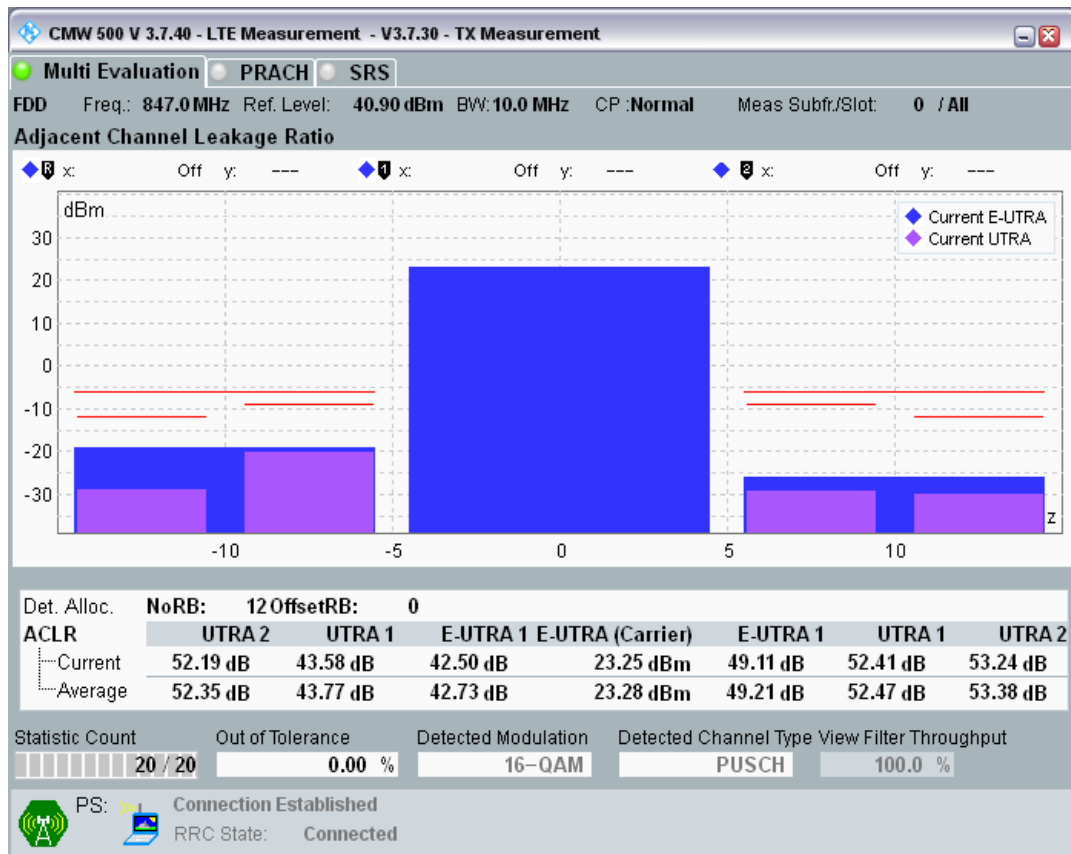 CMW 500 V 3.7.40 - LTE Measurement - V3.7.30 - TX Measurement
Multi Evaluation PRACH SRS
FDD Freq.: 847.0 MHz Ref. Level: 40.90 dBm BW: 10.0 MHz CP :Normal Meas Subfr./Slot: 0 / All
Adjacent Channel Leakage Ratio
R x: Off y: --- 1 x: Off y: --- 2 x: Off y: ---
dBm
Current E-UTRA
Current UTRA
30
20
10
0
-10
-20
-30
z
-10 -5 0 5 10
Det. Alloc. NoRB: 12 OffsetRB: 0
ACLR UTRA 2 UTRA 1 E-UTRA 1 E-UTRA (Carrier) E-UTRA 1 UTRA 1 UTRA 2
Current 52.19 dB 43.58 dB 42.50 dB 23.25 dBm 49.11 dB 52.41 dB 53.24 dB
Average 52.35 dB 43.77 dB 42.73 dB 23.28 dBm 49.21 dB 52.47 dB 53.38 dB
Statistic Count Out of Tolerance Detected Modulation Detected Channel Type View Filter Throughput
20 / 20 0.00 % 16-QAM PUSCH 100.0 %
PS: Connection Established
RRC State: Connected